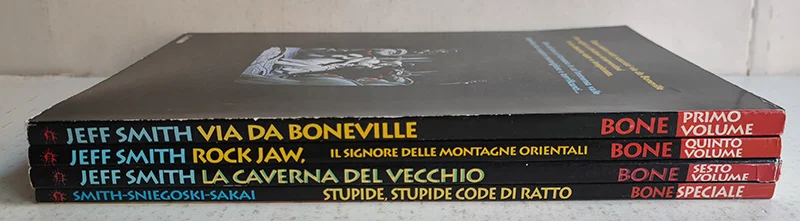 JEFF SMITH VIA DA BONEVILLE BONE PRIMO VOLUME
JEFF SMITH ROCK JAW, IL SIGNORE DELLE MONTAGNE ORIENTALI BONE QUINTO VOLUME
JEFF SMITH LA CAVERNA DEL VECCHIO BONE SESTO VOLUME
SMITH-SNIEGOSKI-SAKAI STUPIDE, STUPIDE CODE DI RATTO BONE SPECIALE